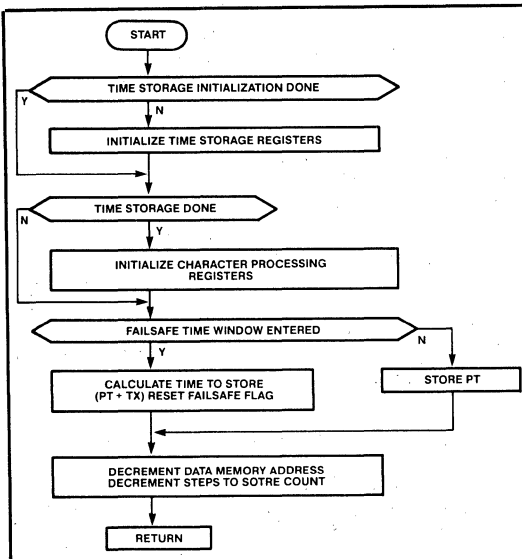 START
TIME STORAGE INITIALIZATION DONE
Y
N
INITIALIZE TIME STORAGE REGISTERS
TIME STORAGE DONE
N
Y
INITIALIZE CHARACTER PROCESSING
REGISTERS
FAILSAFE TIME WINDOW ENTERED
Y
N
CALCULATE TIME TO STORE
(PT + TX) RESET FAILSAFE FLAG
STORE PT
DECREMENT DATA MEMORY ADDRESS
DECREMENT STEPS TO SOTRE COUNT
RETURN